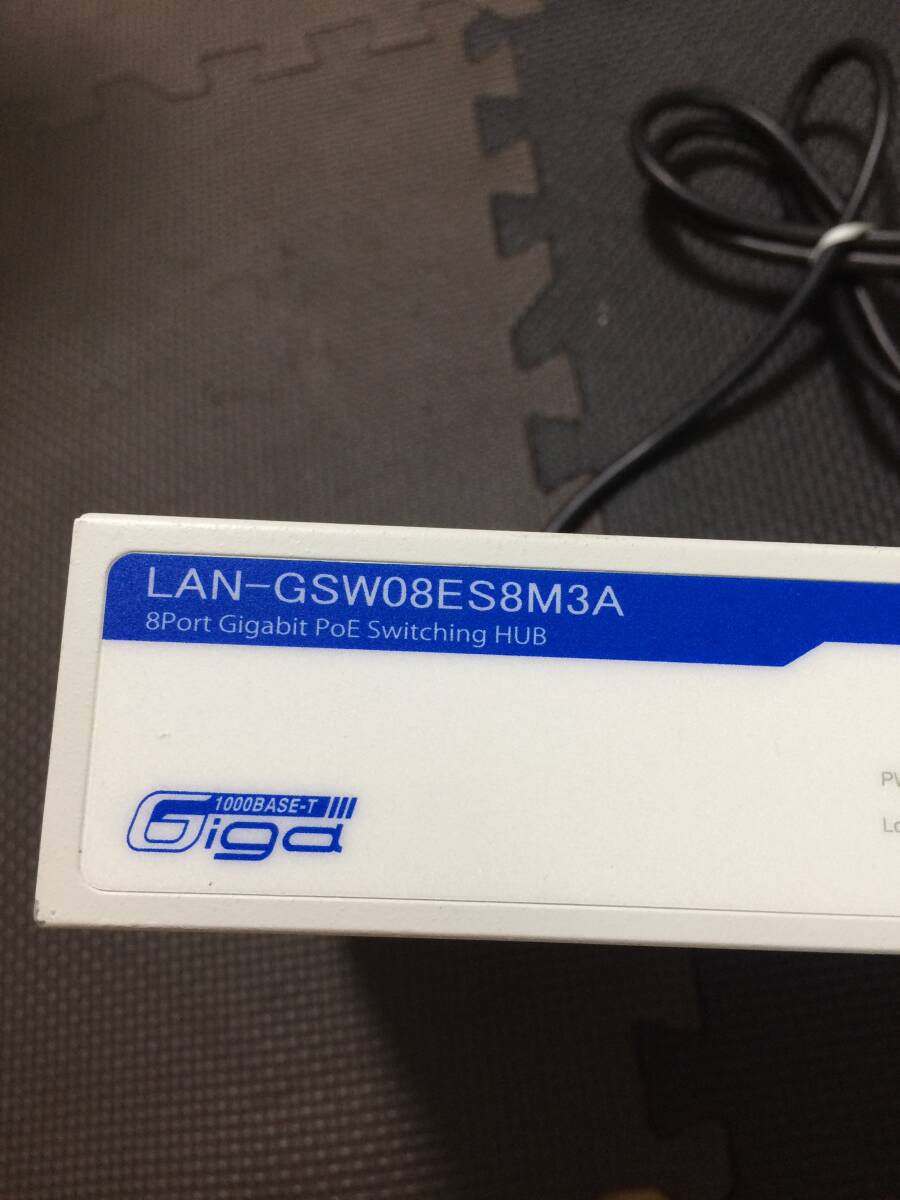 LAN-GSW08ES8M3A
8Port Gigabit PoE Switching HUB
1000BASE-T
Giga